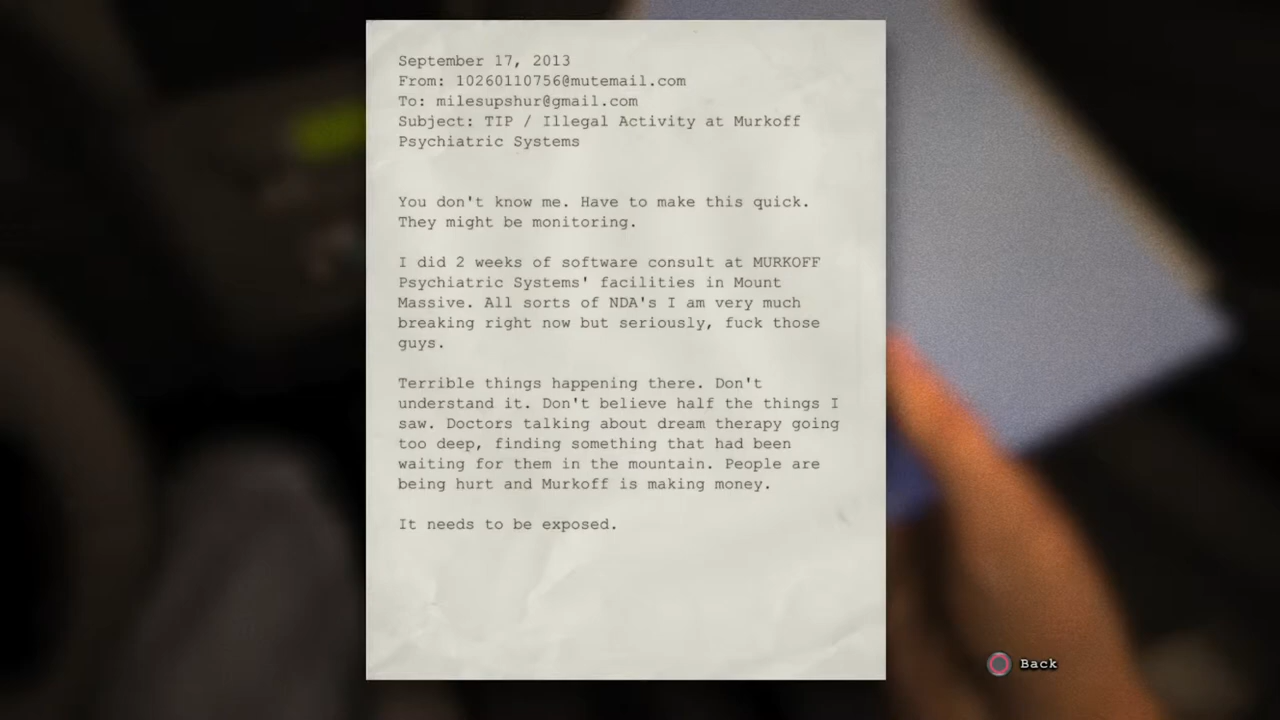 September 17, 2013
From: 10260110756@mutemail.com
To: milesupshur@gmail.com
Subject: TIP / Illegal Activity at Murkoff
Psychiatric Systems
You don't know me. Have to make this quick.
They might be monitoring.
I did 2 weeks of software consult at MURKOFF
Psychiatric Systems' facilities in Mount
Massive. All sorts of NDA's I am very much
breaking right now but seriously, fuck those
guys.
Terrible things happening there. Don't
understand it. Don't believe half the things I
saw. Doctors talking about dream therapy going
too deep, finding something that had been
waiting for them in the mountain. People are
being hurt and Murkoff is making money.
It needs to be exposed.
Back